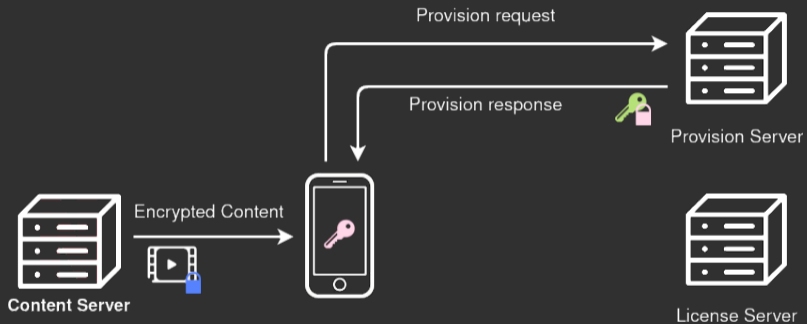 Provision request
Provision response
Provision Server
Encrypted Content
Content Server
License Server